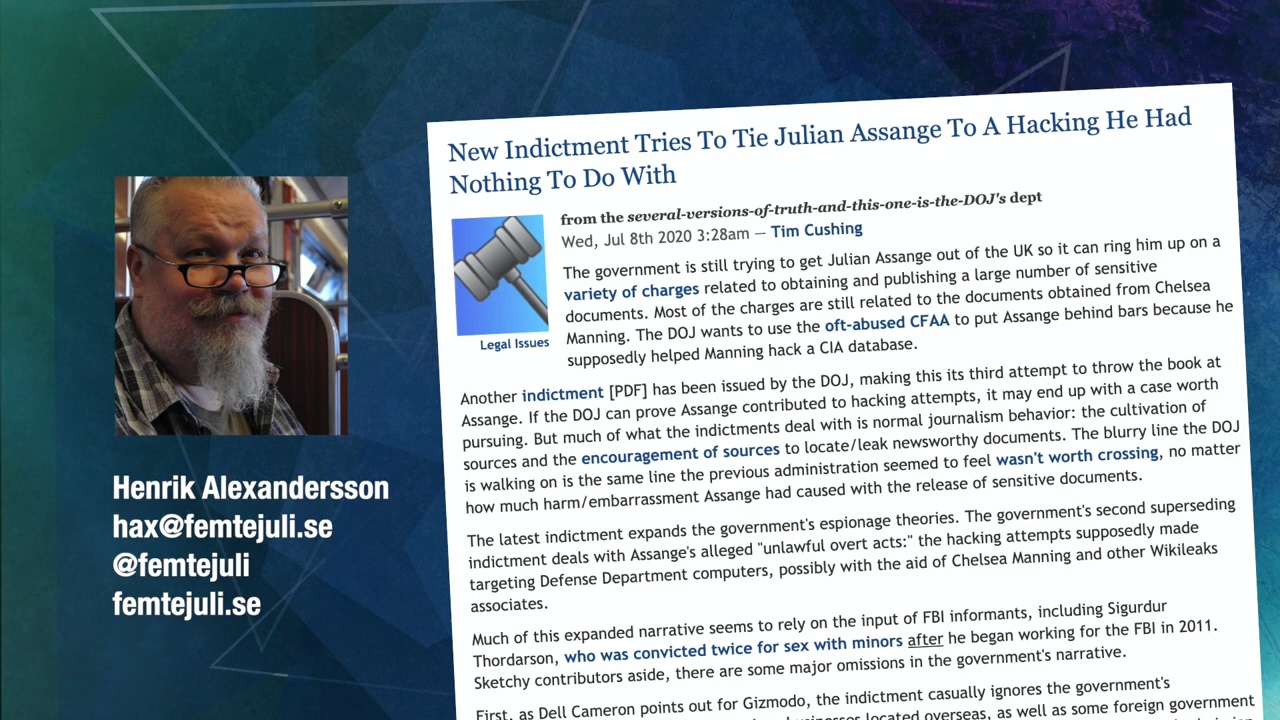 Henrik Alexandersson
hax@femtejuli.se
@femtejuli
femtejuli.se
New Indictment Tries To Tie Julian Assange To A Hacking He Had
Nothing To Do With
from the several-versions-of-truth-and-this-one-is-the-DOJ's dept
Wed, Jul 8th 2020 3:28am — Tim Cushing
Legal Issues
The government is still trying to get Julian Assange out of the UK so it can ring him up on a
variety of charges related to obtaining and publishing a large number of sensitive
documents. Most of the charges are still related to the documents obtained from Chelsea
Manning. The DOJ wants to use the oft-abused CFAA to put Assange behind bars because he
supposedly helped Manning hack a CIA database.
Another indictment [PDF] has been issued by the DOJ, making this its third attempt to throw the book at
Assange. If the DOJ can prove Assange contributed to hacking attempts, it may end up with a case worth
pursuing. But much of what the indictments deal with is normal journalism behavior: the cultivation of
sources and the encouragement of sources to locate/leak newsworthy documents. The blurry line the DOJ
is walking on is the same line the previous administration seemed to feel wasn't worth crossing, no matter
how much harm/embarrassment Assange had caused with the release of sensitive documents.
The latest indictment expands the government's espionage theories. The government's second superseding
indictment deals with Assange's alleged "unlawful overt acts:" the hacking attempts supposedly made
targeting Defense Department computers, possibly with the aid of Chelsea Manning and other Wikileaks
associates.
Much of this expanded narrative seems to rely on the input of FBI informants, including Sigurdur
Thordarson, who was convicted twice for sex with minors after he began working for the FBI in 2011.
Sketchy contributors aside, there are some major omissions in the government's narrative.
First, as Dell Cameron points out for Gizmodo, the indictment casually ignores the government's
businesses located overseas, as well as some foreign government